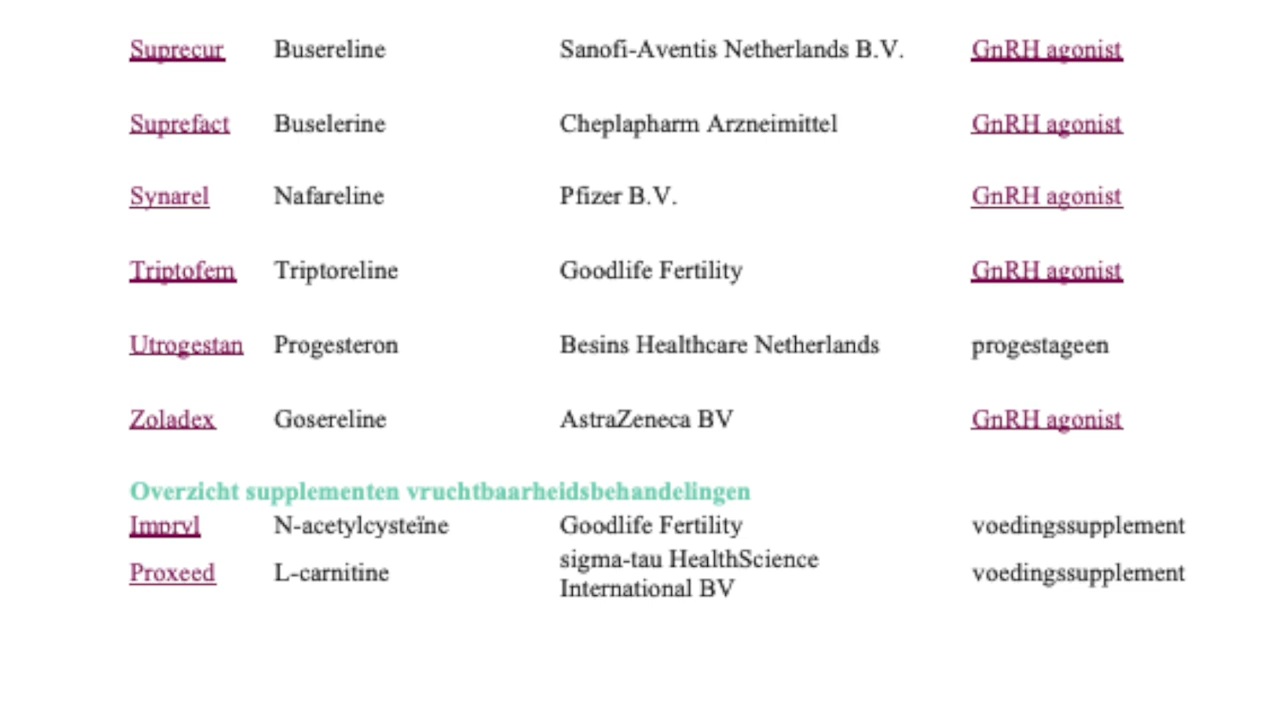 Suprecur Busereline Sanofi-Aventis Netherlands B.V. GnRH agonist
Suprefact Buselerine Cheplapharm Arzneimittel GnRH agonist
Synarel Nafareline Pfizer B.V. GnRH agonist
Triptofem Triptoreline Goodlife Fertility GnRH agonist
Utrogestan Progesteron Besins Healthcare Netherlands progestageen
Zoladex Gosereline AstraZeneca BV GnRH agonist
Overzicht supplementen vruchtbaarheidsbehandelingen
Impryl N-acetylcysteïne Goodlife Fertility voedingssupplement
Proxeed L-carnitine sigma-tau HealthScience voedingssupplement
International BV